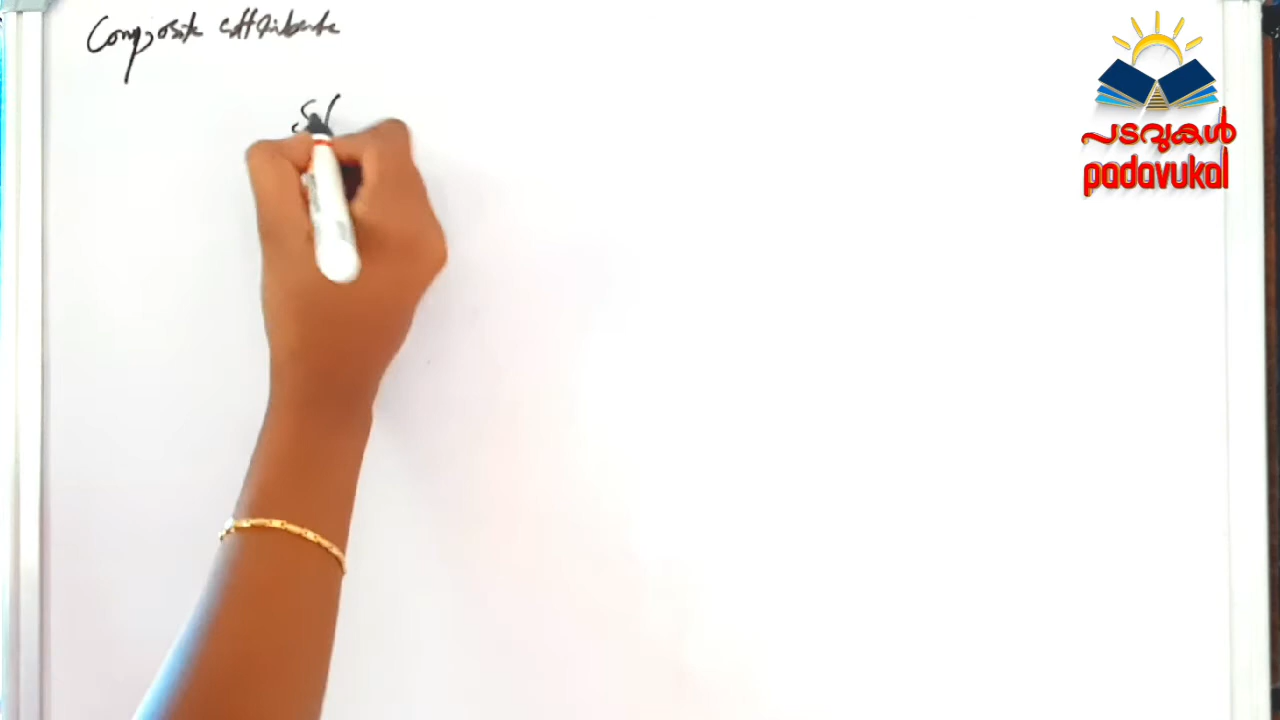 Composite attribute
പടവുകൾ
padavukal